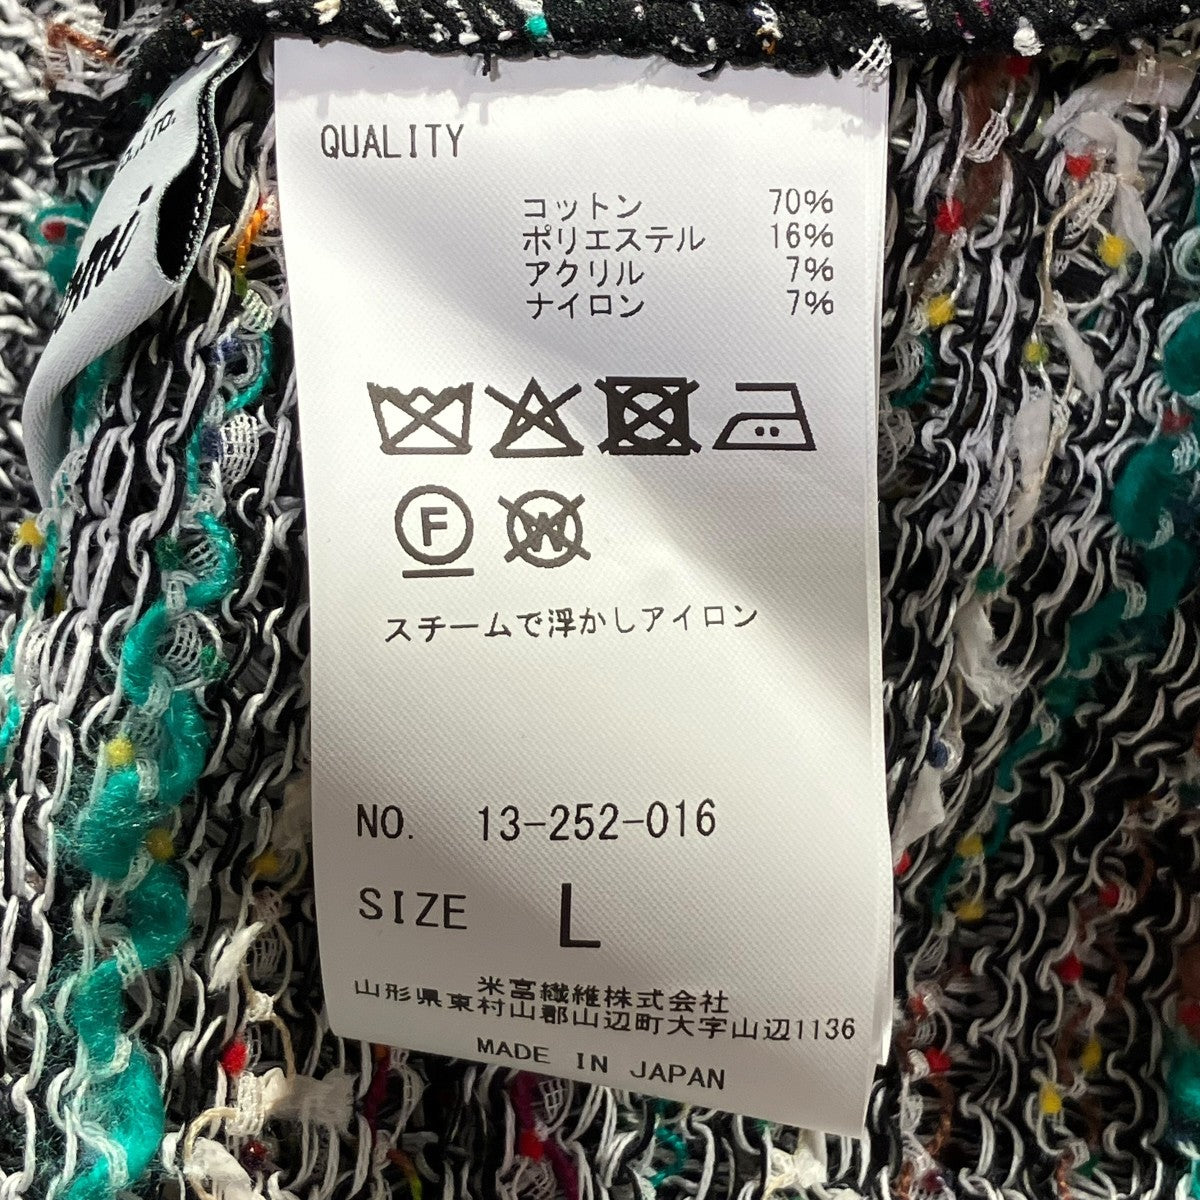 QUALITY
コットン 70%
ポリエステル 16%
アクリル 7%
ナイロン 7%
F
W
スチームで浮かしアイロン
NO. 13-252-016
SIZE L
米富繊維株式会社
山形県東村山郡山辺町大字山辺1136
MADE IN JAPAN